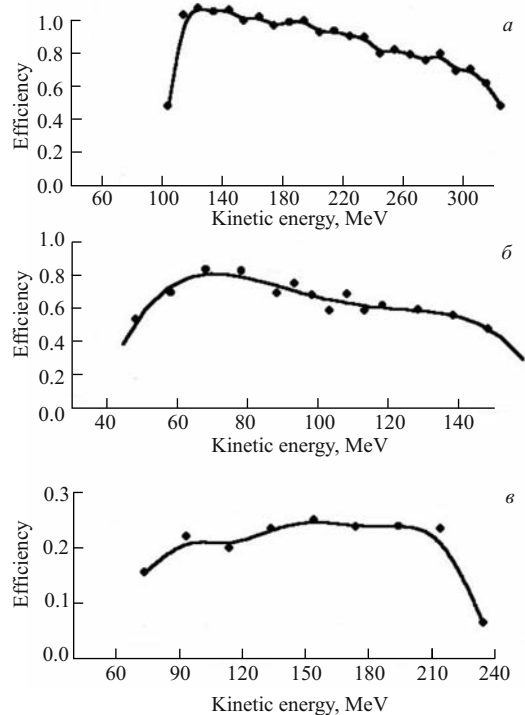 а
1.0
0.8
0.6
0.4
0.2
0.0
Efficiency
60 100 140 180 220 260 300
Kinetic energy, MeV
б
1.0
0.8
0.6
0.4
0.2
0.0
Efficiency
40 60 80 100 120 140
Kinetic energy, MeV
в
0.3
0.2
0.1
0.0
Efficiency
60 90 120 150 180 210 240
Kinetic energy, MeV